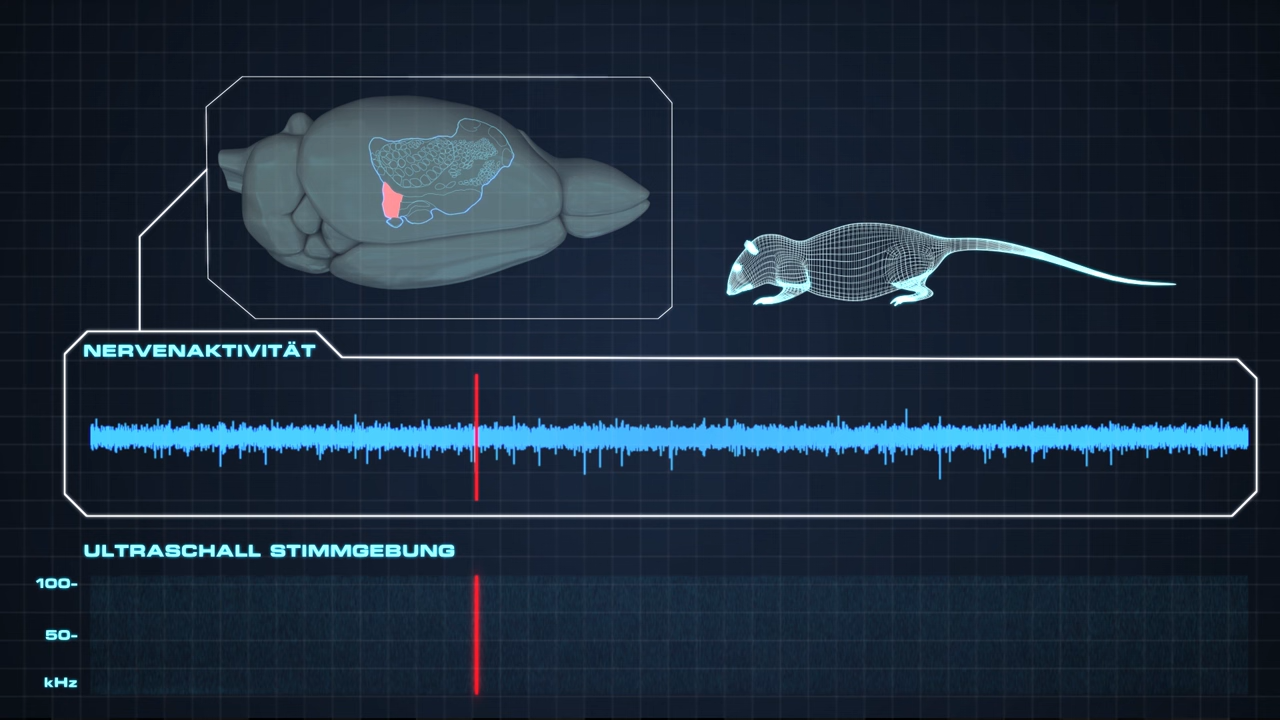 NERVENAKTIVITÄT
ULTRASCHALL STIMMGEBUNG
100-
50-
kHz